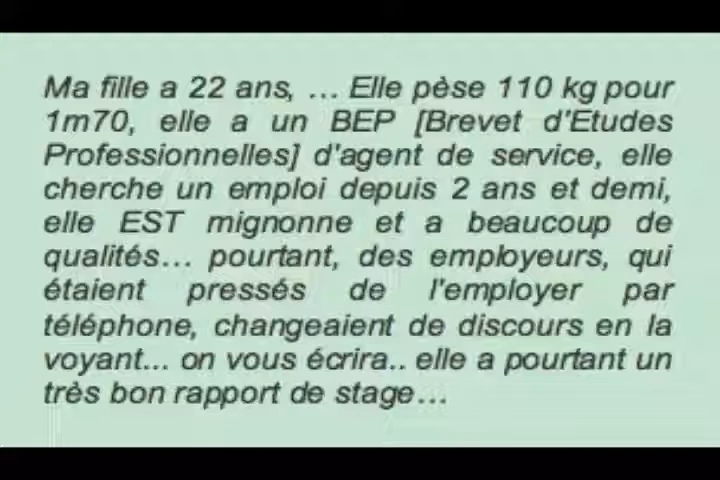 Ma fille a 22 ans, … Elle pèse 110 kg pour
1m70, elle a un BEP [Brevet d'Etudes
Professionnelles] d'agent de service, elle
cherche un emploi depuis 2 ans et demi,
elle EST mignonne et a beaucoup de
qualités… pourtant, des employeurs, qui
étaient pressés de l'employer par
téléphone, changeaient de discours en la
voyant... on vous écrira.. elle a pourtant un
très bon rapport de stage…